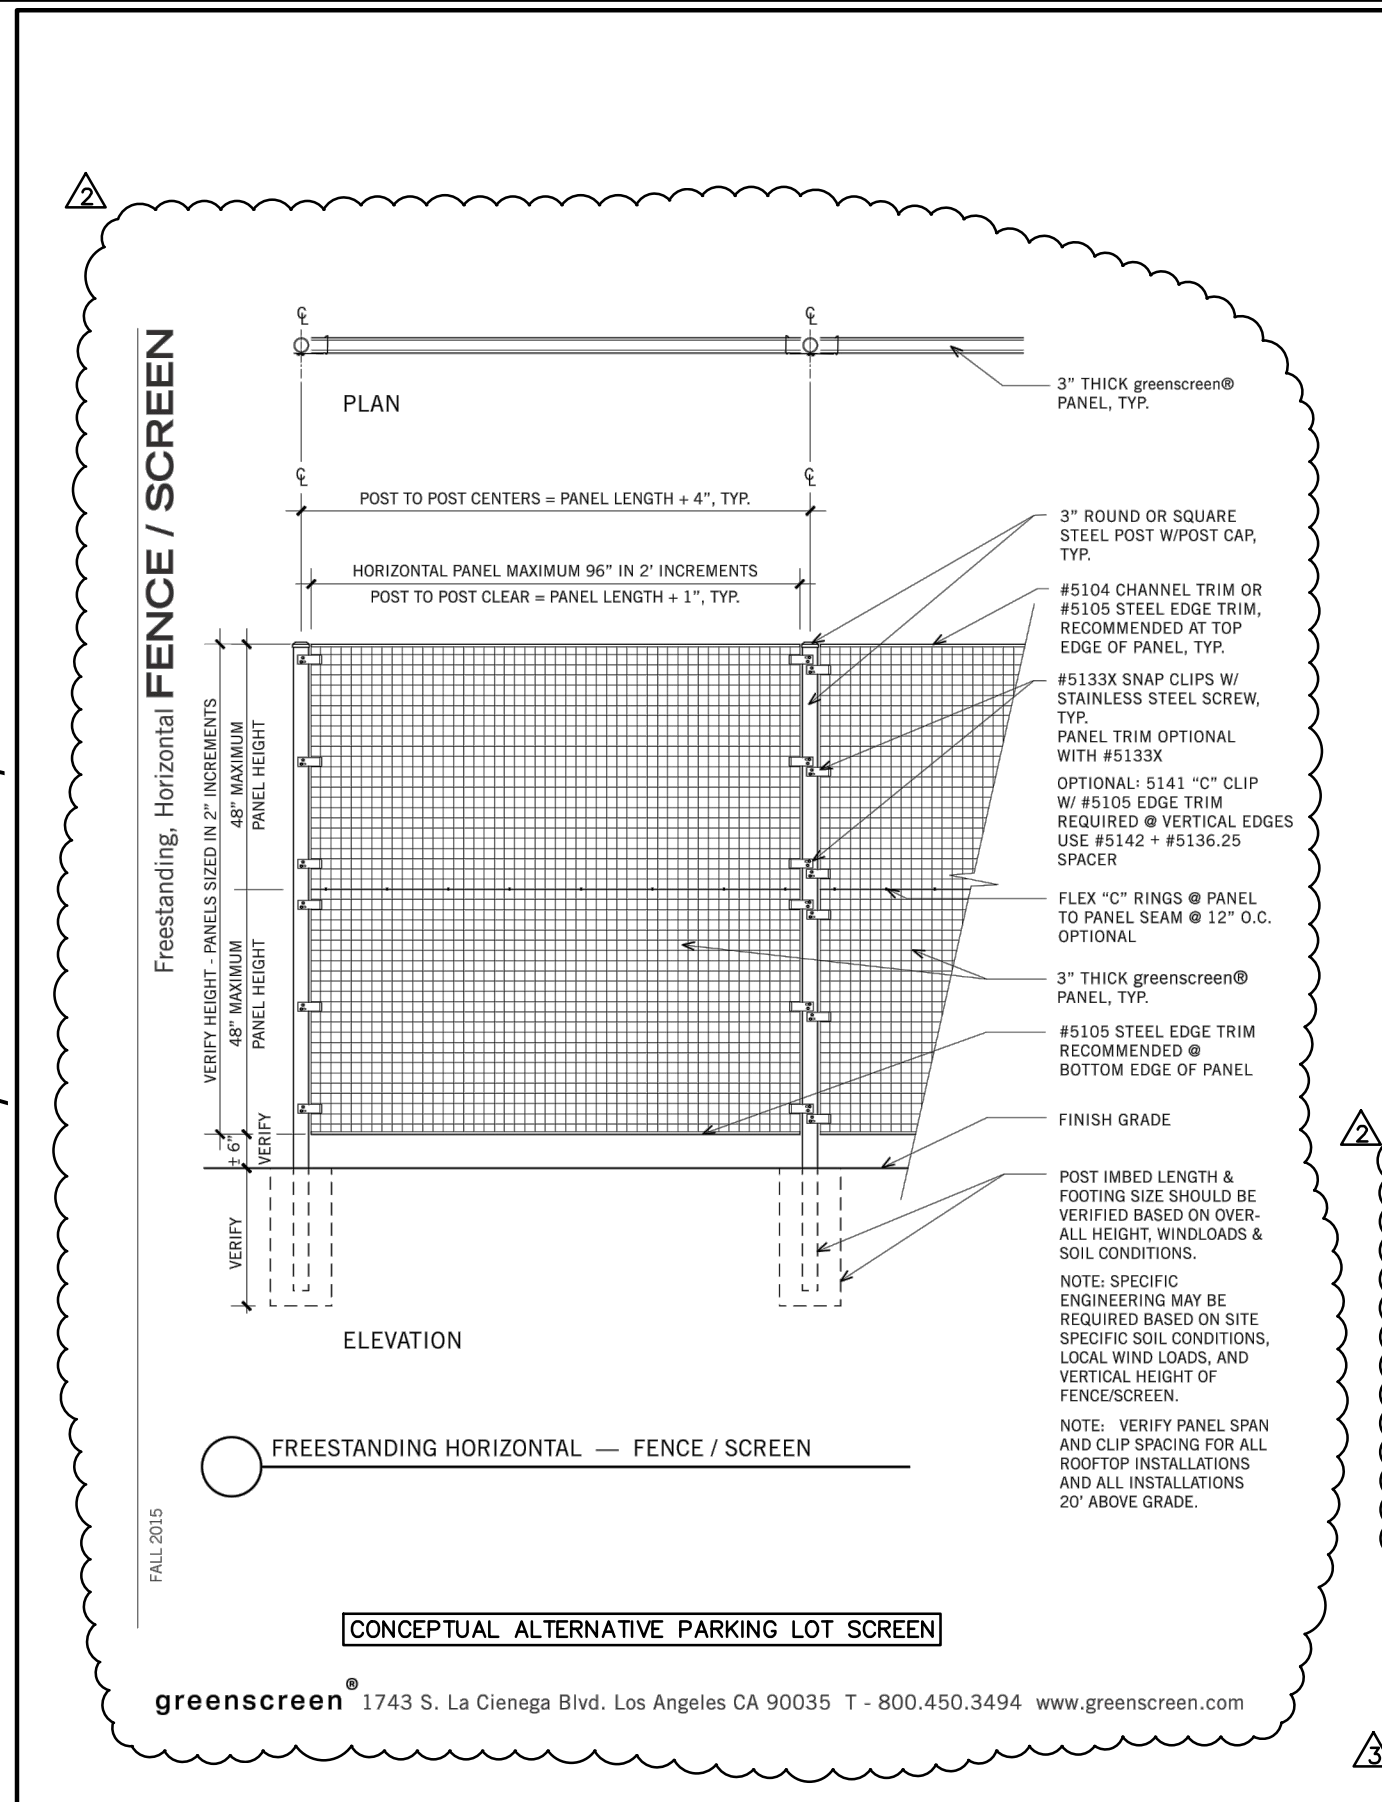 2
℄
℄
PLAN
3” THICK greenscreen®
PANEL, TYP.
℄
℄
POST TO POST CENTERS = PANEL LENGTH + 4”, TYP.
HORIZONTAL PANEL MAXIMUM 96” IN 2’ INCREMENTS
POST TO POST CLEAR = PANEL LENGTH + 1”, TYP.
Freestanding, Horizontal FENCE / SCREEN
VERIFY HEIGHT - PANELS SIZED IN 2” INCREMENTS
48” MAXIMUM
PANEL HEIGHT
48” MAXIMUM
PANEL HEIGHT
± 6”
VERIFY
VERIFY
3” ROUND OR SQUARE
STEEL POST W/POST CAP,
TYP.
#5104 CHANNEL TRIM OR
#5105 STEEL EDGE TRIM,
RECOMMENDED AT TOP
EDGE OF PANEL, TYP.
#5133X SNAP CLIPS W/
STAINLESS STEEL SCREW,
TYP.
PANEL TRIM OPTIONAL
WITH #5133X
OPTIONAL: 5141 “C” CLIP
W/ #5105 EDGE TRIM
REQUIRED @ VERTICAL EDGES
USE #5142 + #5136.25
SPACER
FLEX “C” RINGS @ PANEL
TO PANEL SEAM @ 12” O.C.
OPTIONAL
3” THICK greenscreen®
PANEL, TYP.
#5105 STEEL EDGE TRIM
RECOMMENDED @
BOTTOM EDGE OF PANEL
FINISH GRADE
POST IMBED LENGTH &
FOOTING SIZE SHOULD BE
VERIFIED BASED ON OVER-
ALL HEIGHT, WINDLOADS &
SOIL CONDITIONS.
NOTE: SPECIFIC
ENGINEERING MAY BE
REQUIRED BASED ON SITE
SPECIFIC SOIL CONDITIONS,
LOCAL WIND LOADS, AND
VERTICAL HEIGHT OF
FENCE/SCREEN.
NOTE: VERIFY PANEL SPAN
AND CLIP SPACING FOR ALL
ROOFTOP INSTALLATIONS
AND ALL INSTALLATIONS
20’ ABOVE GRADE.
ELEVATION
FREESTANDING HORIZONTAL — FENCE / SCREEN
FALL 2015
CONCEPTUAL ALTERNATIVE PARKING LOT SCREEN
greenscreen® 1743 S. La Cienega Blvd. Los Angeles CA 90035 T - 800.450.3494 www.greenscreen.com
2
3